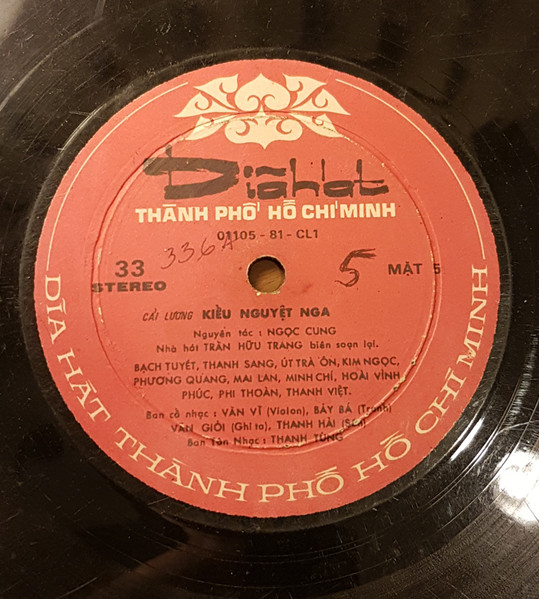 Dĩa hát
THÀNH PHỐ HỒ CHÍ MINH
01105 - 81 - CL1
336A
33
STEREO
5
MẶT 5
CẢI LƯƠNG KIỀU NGUYỆT NGA
Nguyên tác : NGỌC CUNG
Nhà hát TRẦN HỮU TRANG biên soạn lại.
BẠCH TUYẾT, THANH SANG, ÚT TRÀ ÔN, KIM NGỌC,
PHƯƠNG QUANG, MAI LAN, MINH CHÍ, HOÀI VĨNH
PHÚC, PHI THOÀN, THANH VIỆT.
Ban cổ nhạc : VĂN VĨ (Violon), BẢY BÁ (Tranh)
VĂN GIỎI (Ghi ta), THANH HẢI (Sến)
Ban Tân Nhạc : THANH TÙNG
DĨA HÁT THÀNH PHỐ HỒ CHÍ MINH